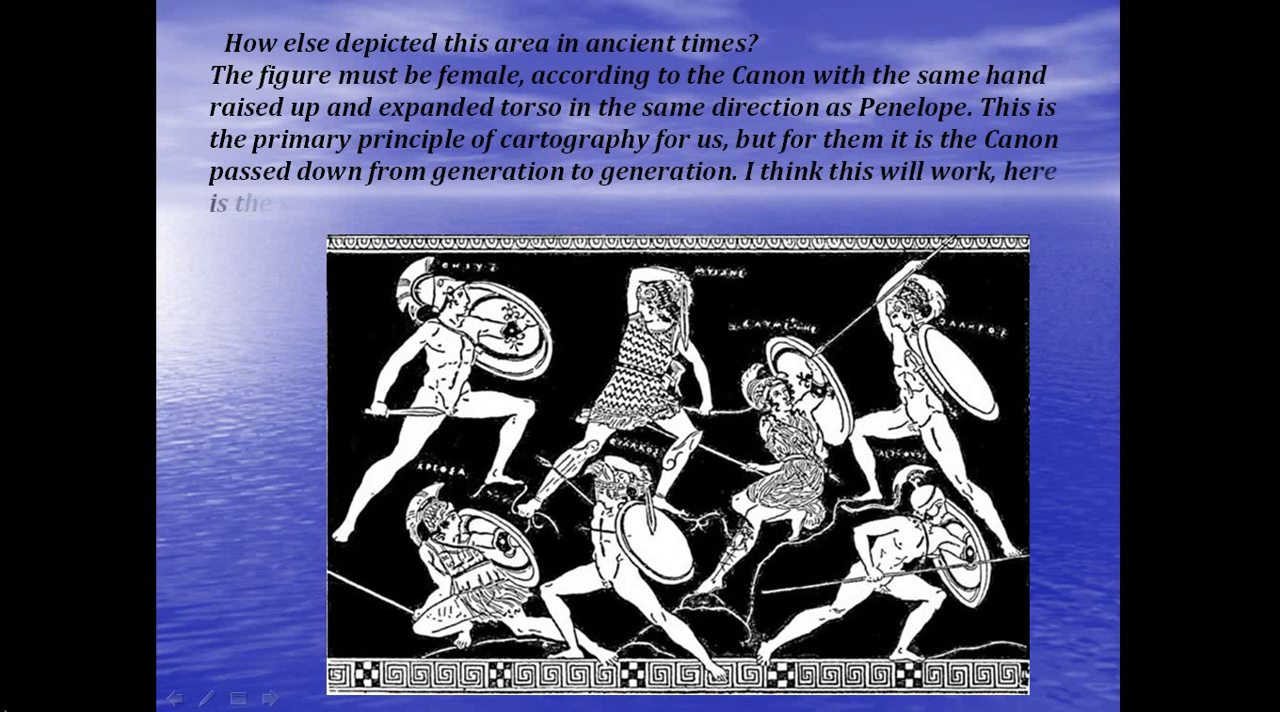 How else depicted this area in ancient times?
The figure must be female, according to the Canon with the same hand
raised up and expanded torso in the same direction as Penelope. This is
the primary principle of cartography for us, but for them it is the Canon
passed down from generation to generation. I think this will work, here
is the